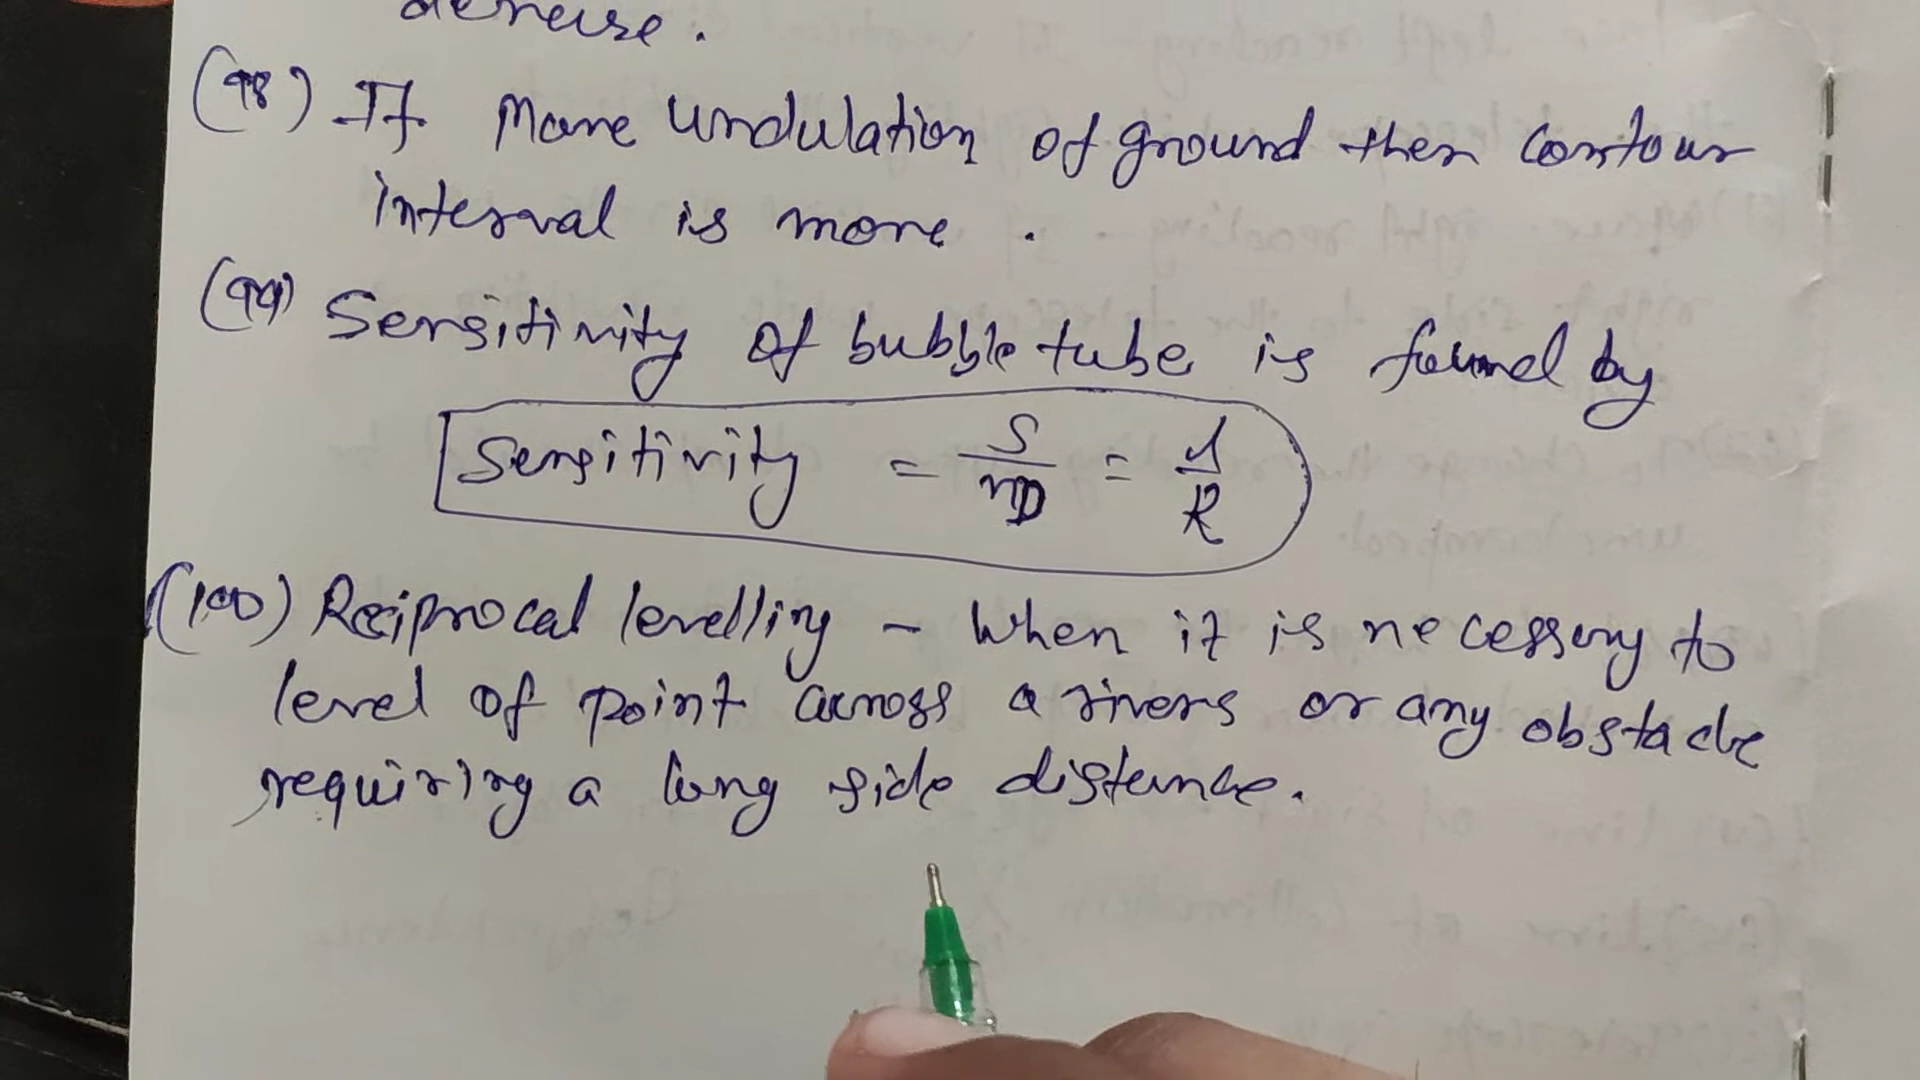 decrease.
(98) If more undulation of ground then contour
interval is more.
(99) Sensitivity of bubble tube is found by
Sensitivity = S/nD = d/R
(100) Reciprocal levelling - When it is necessary to
level of point across a rivers or any obstacle
requiring a long side distance.